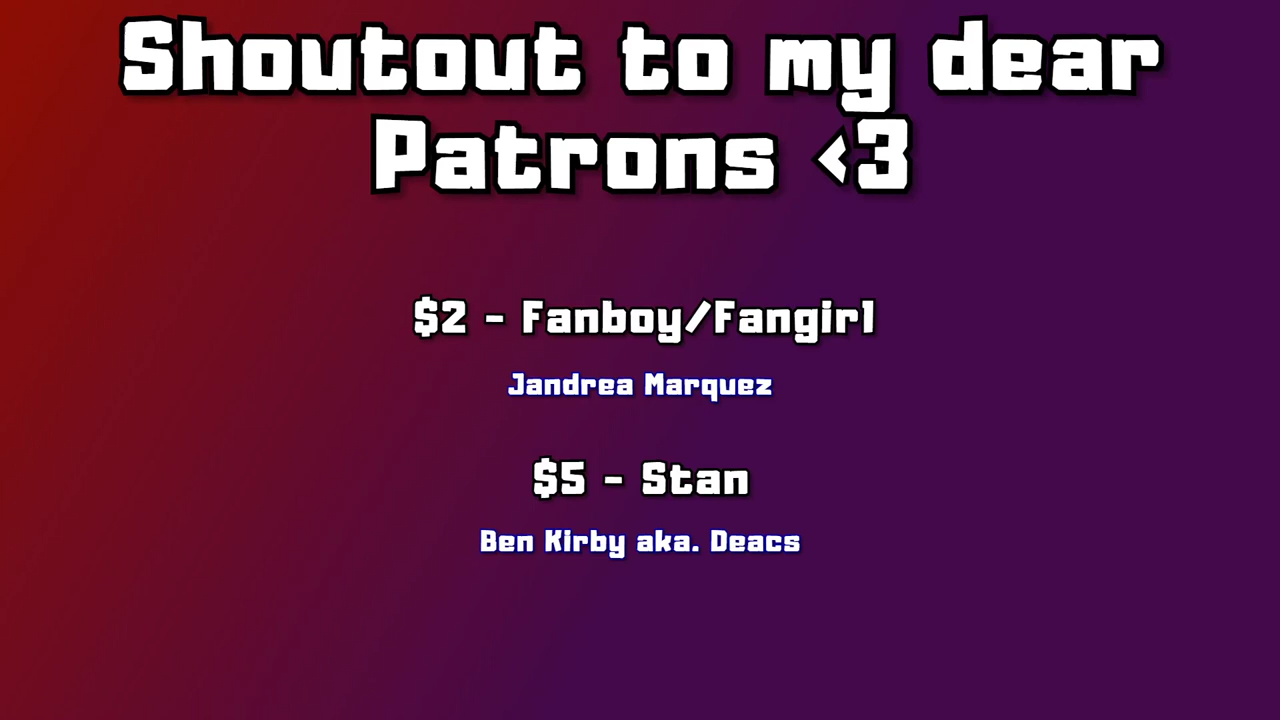 Shoutout to my dear
Patrons <3
$2 - Fanboy/Fangirl
Jandrea Marquez
$5 - Stan
Ben Kirby aka. Deacs